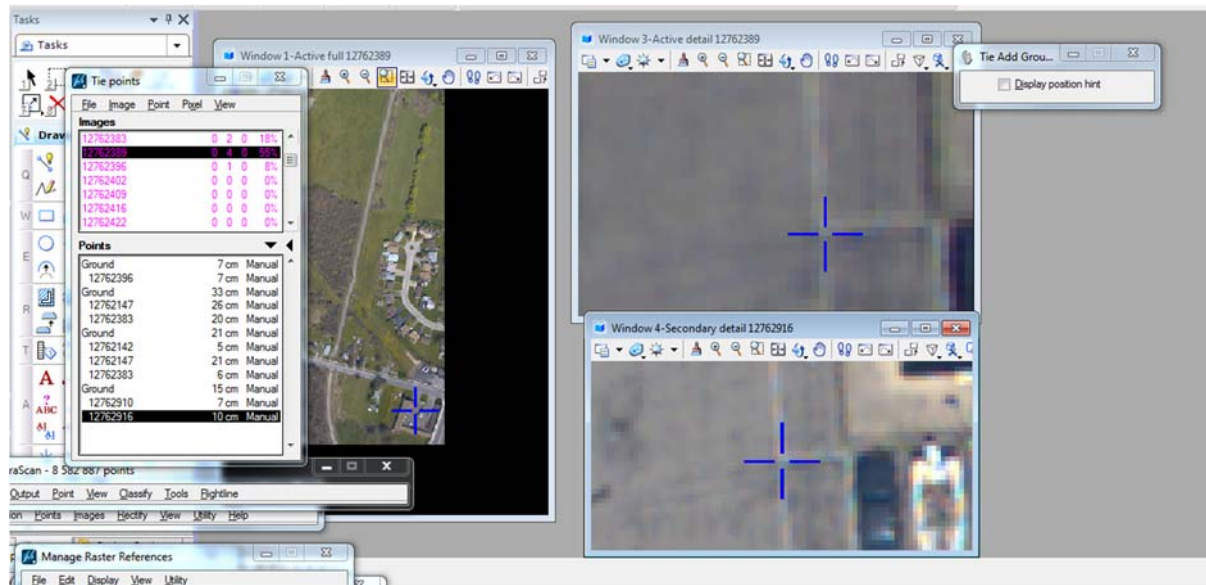 Tasks
Tasks
Tie points
File Image Point Pixel View
Images
12762383 0 2 0 18%
12762389 0 4 0 55%
12762396 0 1 0 8%
12762402 0 0 0 0%
12762409 0 0 0 0%
12762416 0 0 0 0%
12762422 0 0 0 0%
Points
Ground 7 cm Manual
12762396 7 cm Manual
Ground 33 cm Manual
12762147 26 cm Manual
12762383 20 cm Manual
Ground 21 cm Manual
12762142 5 cm Manual
12762147 21 cm Manual
12762383 6 cm Manual
Ground 15 cm Manual
12762910 7 cm Manual
12762916 10 cm Manual
Draw
Q
W
E
R
T
A
A
ABC
Window 1-Active full 12762389
Window 3-Active detail 12762389
Tie Add Grou...
Display position hint
Window 4-Secondary detail 12762916
raScan - 8 582 887 points
Output Point View Classify Tools Flightline
on Points Images Rectify View Utility Help
Manage Raster References
File Edit Display View Utility